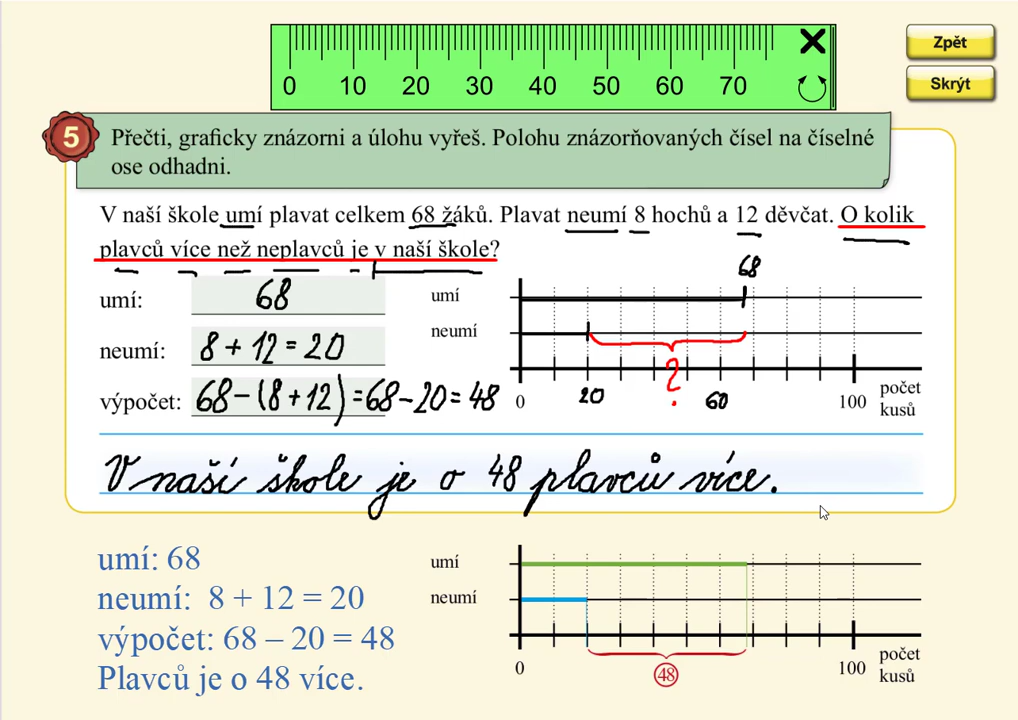 0 10 20 30 40 50 60 70
Zpět
Skrýt
5 Přečti, graficky znázorni a úlohu vyřeš. Polohu znázorňovaných čísel na číselné
ose odhadni.
V naší škole umí plavat celkem 68 žáků. Plavat neumí 8 hochů a 12 děvčat. O kolik
plavců více než neplavců je v naší škole?
umí: 68
neumí: 8 + 12 = 20
výpočet: 68 - (8 + 12) = 68 - 20 = 48
68
umí
neumí
?
0 20 60 100 počet
kusů
V naší škole je o 48 plavců více.
umí: 68
neumí: 8 + 12 = 20
výpočet: 68 – 20 = 48
Plavců je o 48 více.
umí
neumí
0 48 100 počet
kusů